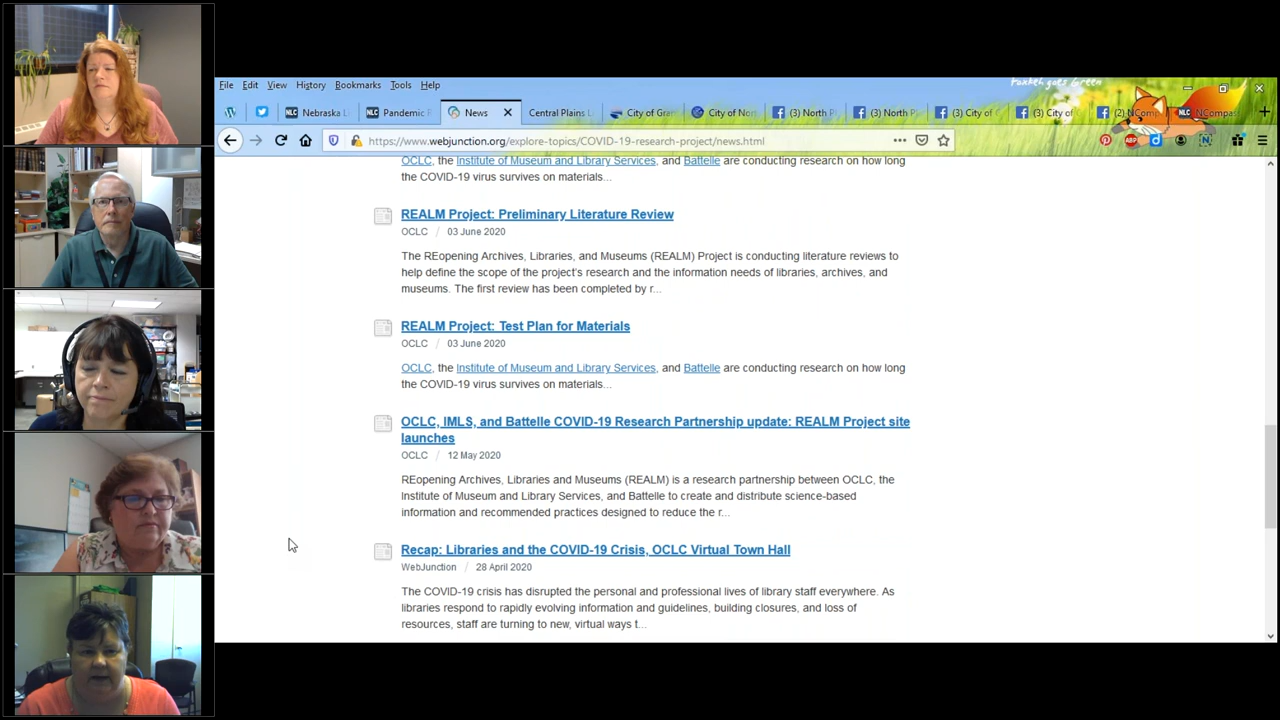 Foxkeh goes Green
File Edit View History Bookmarks Tools Help
Nebraska L
Pandemic R
News
Central Plains Li
City of Gran
City of Nor
(3) North P
(3) North P
(3) City of
(3) City of
(2) NComp
NCompas
https://www.webjunction.org/explore-topics/COVID-19-research-project/news.html
OCLC, the Institute of Museum and Library Services, and Battelle are conducting research on how long
the COVID-19 virus survives on materials...
REALM Project: Preliminary Literature Review
OCLC / 03 June 2020
The REopening Archives, Libraries, and Museums (REALM) Project is conducting literature reviews to
help define the scope of the project's research and the information needs of libraries, archives, and
museums. The first review has been completed by r...
REALM Project: Test Plan for Materials
OCLC / 03 June 2020
OCLC, the Institute of Museum and Library Services, and Battelle are conducting research on how long
the COVID-19 virus survives on materials...
OCLC, IMLS, and Battelle COVID-19 Research Partnership update: REALM Project site
launches
OCLC / 12 May 2020
REopening Archives, Libraries and Museums (REALM) is a research partnership between OCLC, the
Institute of Museum and Library Services, and Battelle to create and distribute science-based
information and recommended practices designed to reduce the r...
Recap: Libraries and the COVID-19 Crisis, OCLC Virtual Town Hall
WebJunction / 28 April 2020
The COVID-19 crisis has disrupted the personal and professional lives of library staff everywhere. As
libraries respond to rapidly evolving information and guidelines, building closures, and loss of
resources, staff are turning to new, virtual ways t...